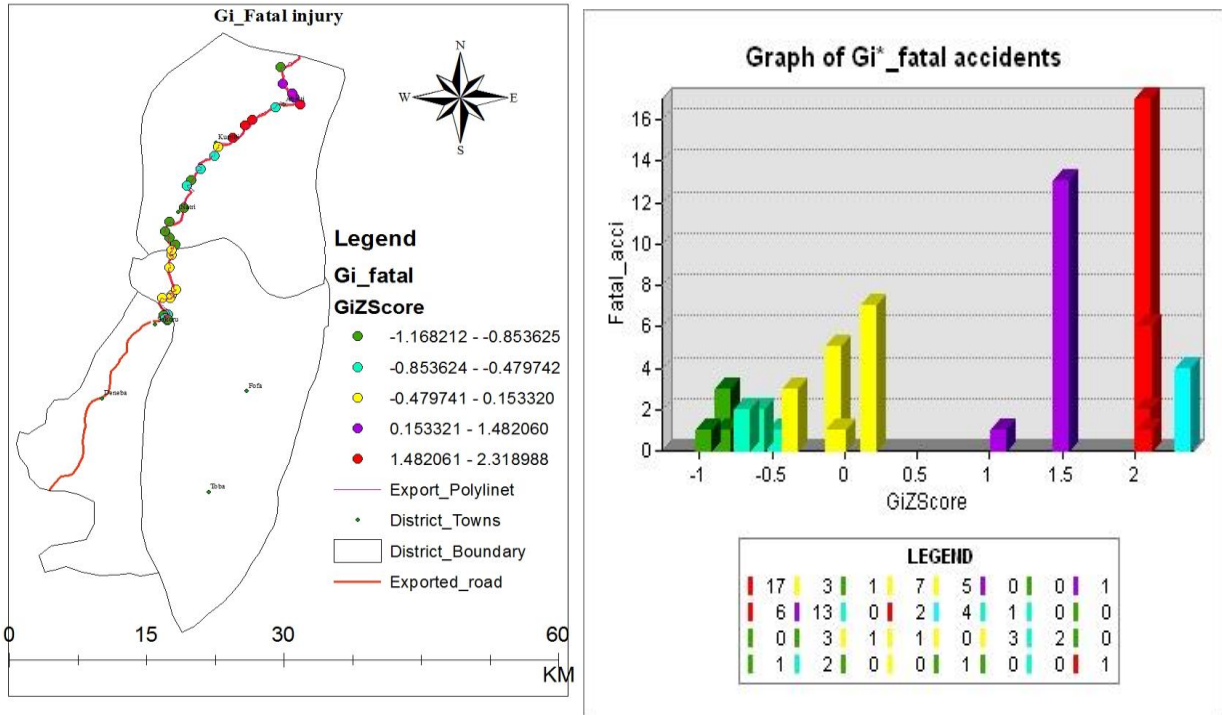 Gi_Fatal injury
N
W
E
S
Legend
Gi_fatal
GiZScore
-1.168212 - -0.853625
-0.853624 - -0.479742
-0.479741 - 0.153320
0.153321 - 1.482060
1.482061 - 2.318988
Export_Polylinet
District_Towns
District_Boundary
Exported_road
Deneba
Fofa
Toba
0 15 30 60
KM
Graph of Gi*_fatal accidents
Fatal_acci
16
14
12
10
8
6
4
2
0
-1 -0.5 0 0.5 1 1.5 2
GiZScore
LEGEND
17 3 1 7 5 0 0 1
6 13 0 2 4 1 0 0
0 3 1 1 0 3 2 0
1 2 0 0 1 0 0 1